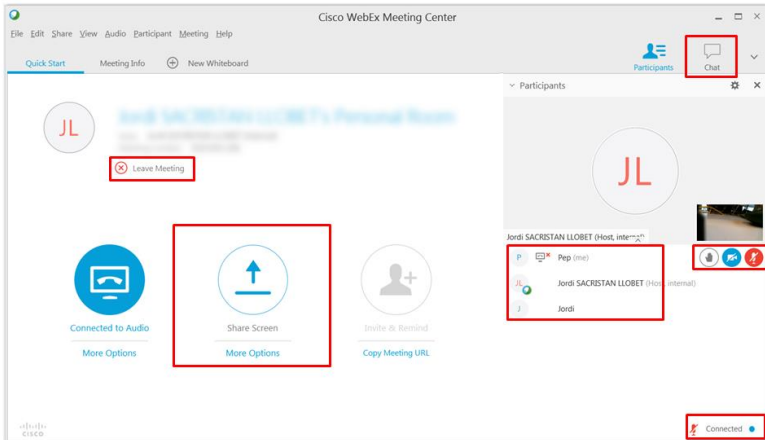 Cisco WebEx Meeting Center
File Edit Share View Audio Participant Meeting Help
Quick Start Meeting Info New Whiteboard
Participants Chat
Participants
JL
JL
Leave Meeting
Jordi SACRISTAN LLOBET (Host, internal)
P Pep (me)
JL Jordi SACRISTAN LLOBET (Host, internal)
J Jordi
Connected to Audio Share Screen Invite & Remind
More Options More Options Copy Meeting URL
Connected
CISCO